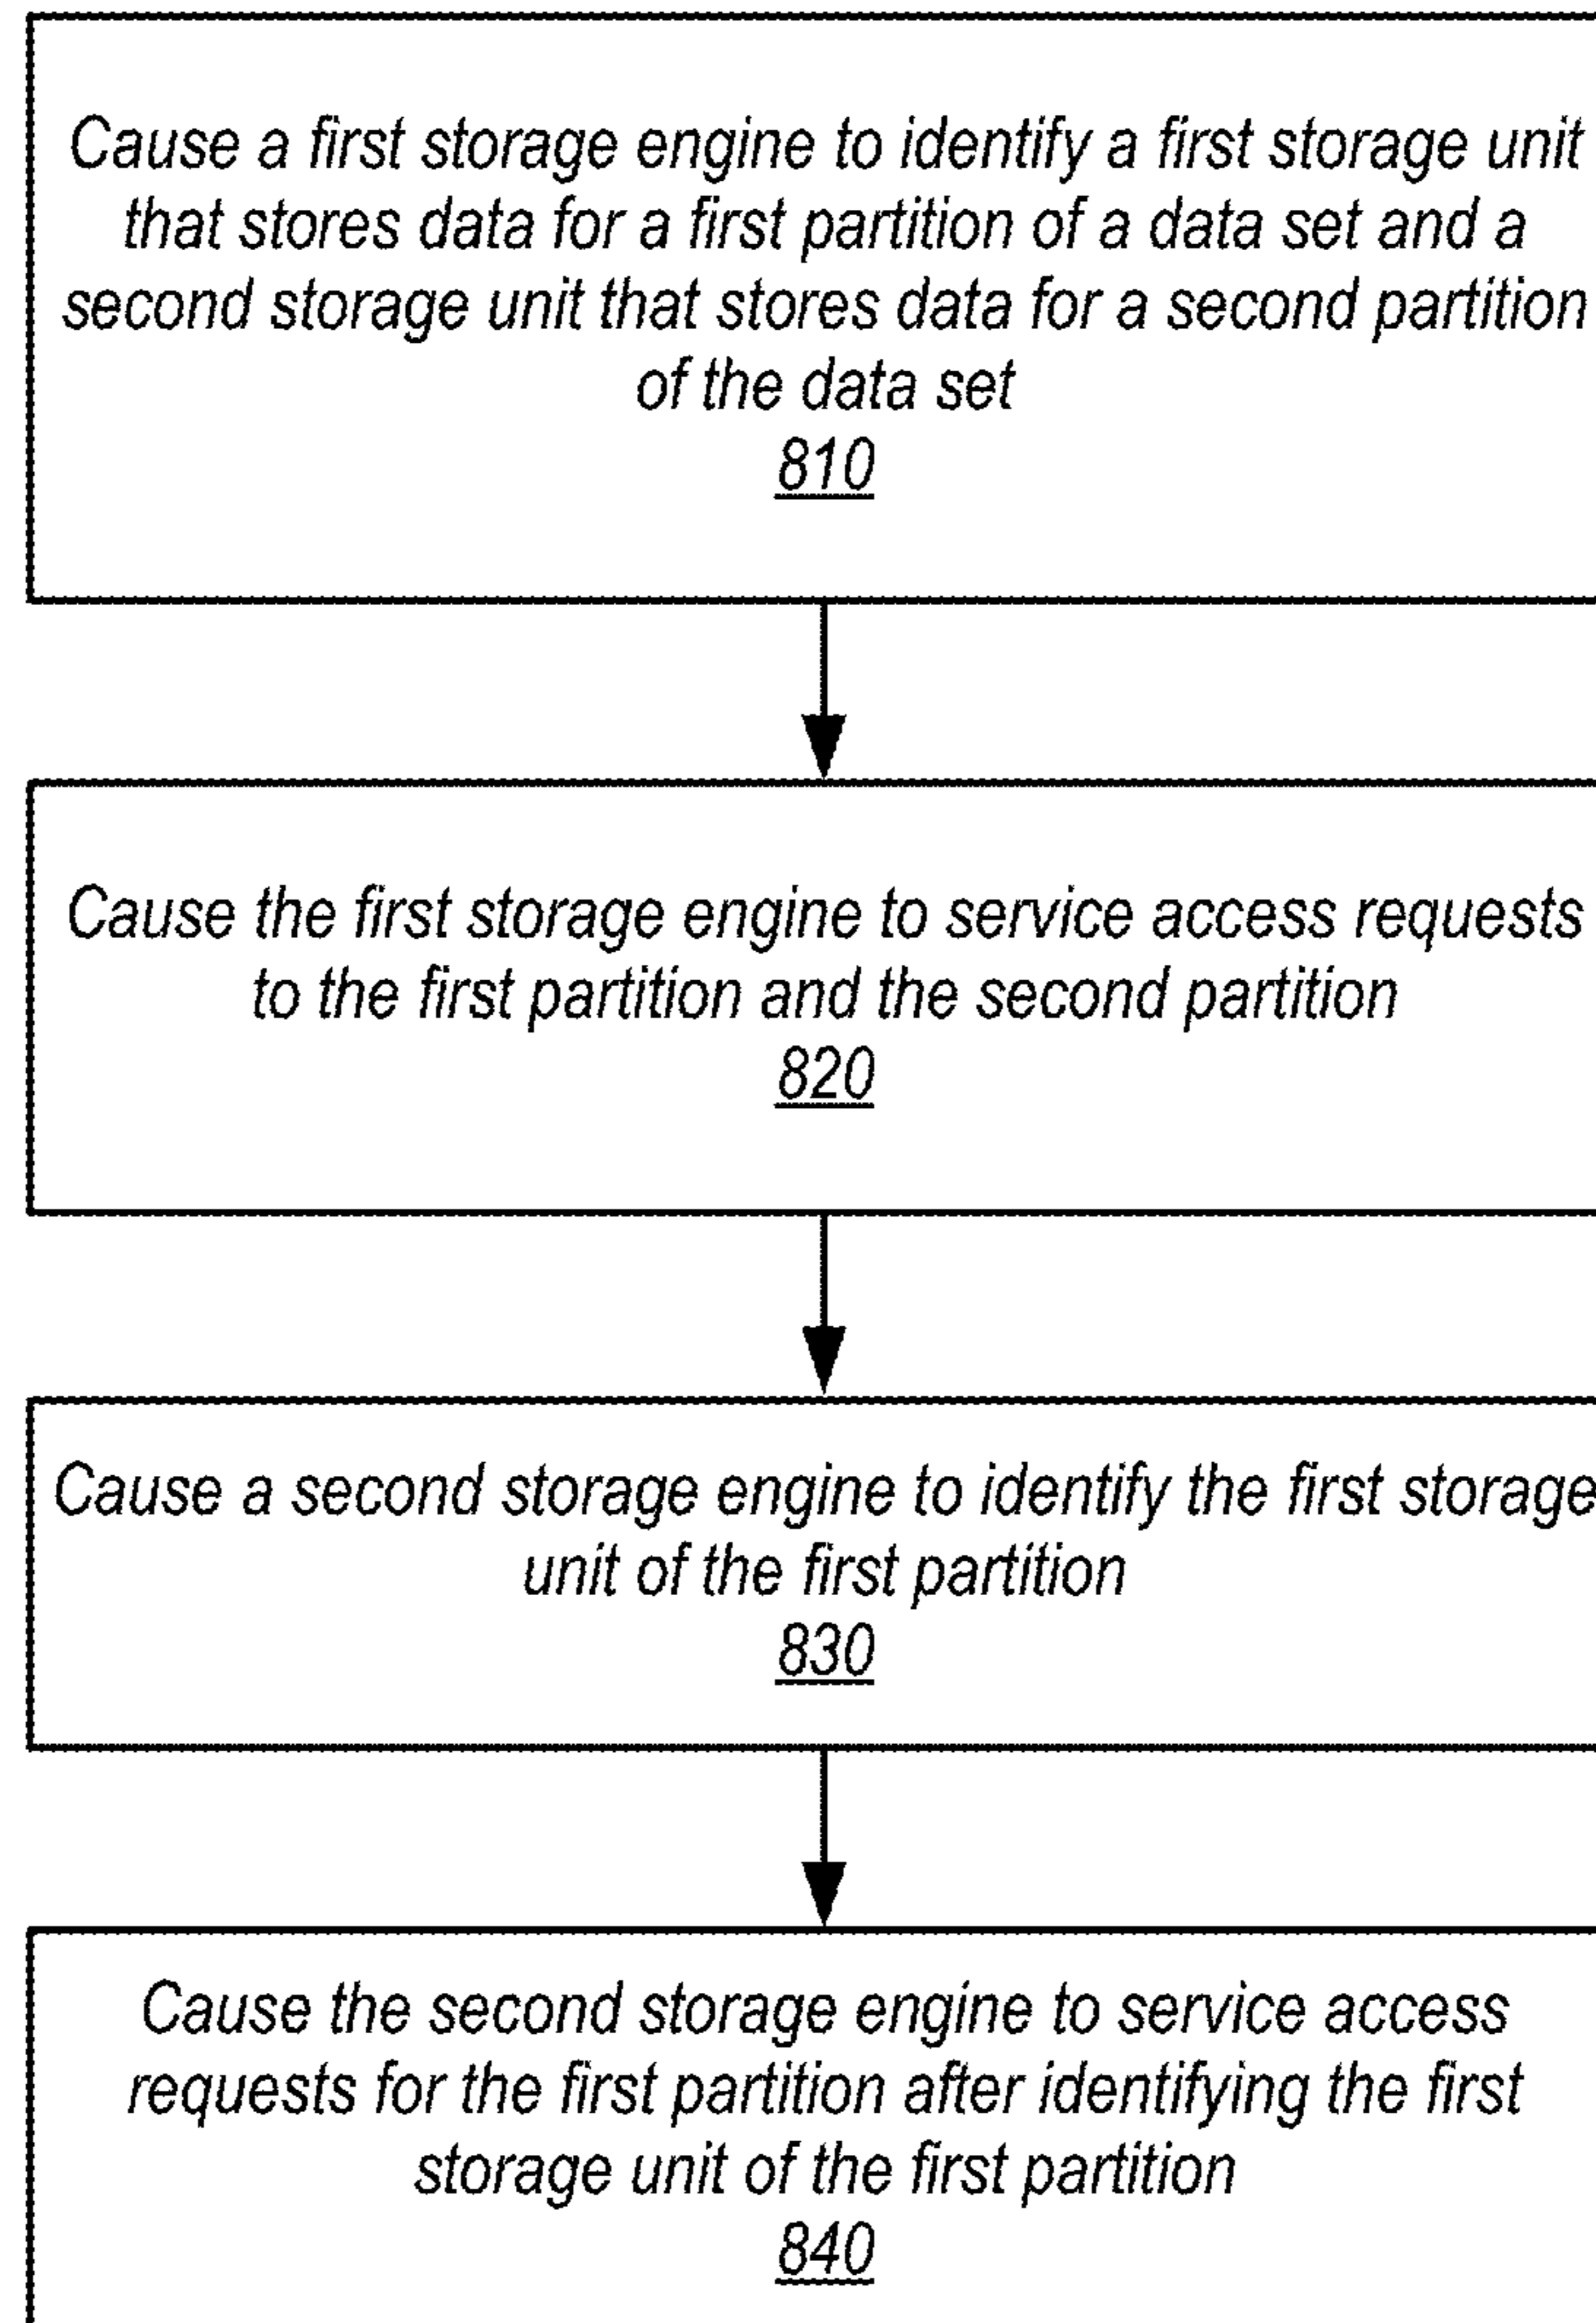 Cause a first storage engine to identify a first storage unit
that stores data for a first partition of a data set and a
second storage unit that stores data for a second partition
of the data set
810
Cause the first storage engine to service access requests
to the first partition and the second partition
820
Cause a second storage engine to identify the first storage
unit of the first partition
830
Cause the second storage engine to service access
requests for the first partition after identifying the first
storage unit of the first partition
840